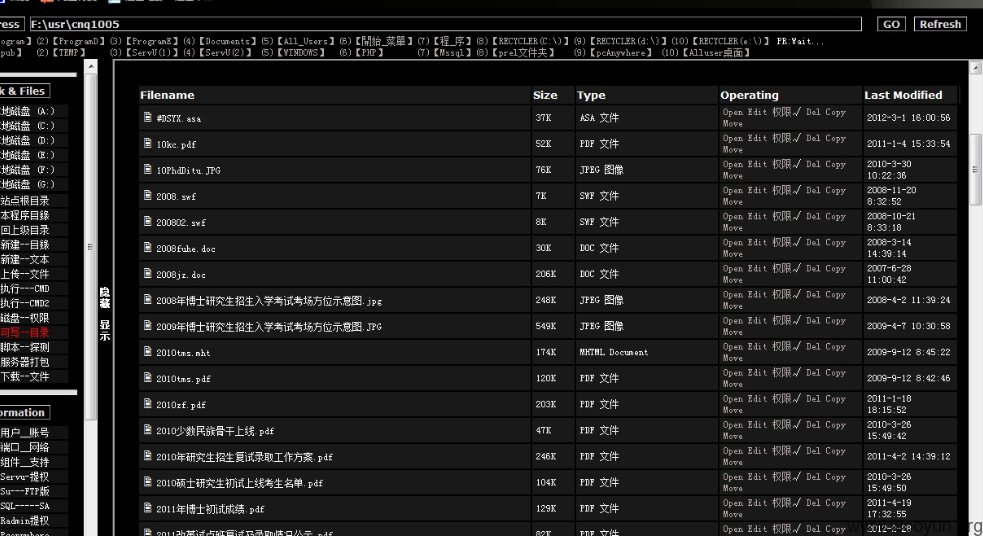 ress F:\usr\cnq1005 GO Refresh
ogram】 (2)【ProgramD】 (3)【ProgramE】 (4)【Documents】 (5)【All_Users】 (6)【開始_菜單】 (7)【程_序】 (8)【RECYCLER(C:\)】 (9)【RECYCLER(d:\)】 (10)【RECYCLER(e:\)】 PR:Wait...
pub】 (2)【TEMP】 (3)【ServU(1)】 (4)【ServU(2)】 (5)【WINDOWS】 (6)【PHP】 (7)【Mssql】 (8)【prel文件夹】 (9)【pcAnywhere】 (10)【Alluser桌面】
k & Files
地磁盘 (A:)
地磁盘 (C:)
地磁盘 (D:)
地磁盘 (E:)
地磁盘 (F:)
地磁盘 (G:)
站点根目录
本程序目錄
回上级目录
新建--目錄
新建--文本
上传--文件
执行---CMD
执行--CMD2
磁盘--权限
可写--目录
脚本--探测
服务器打包
下载--文件
ormation
用户__账号
端口__网络
组件__支持
Servu-提权
Su---FTP版
SQL-----SA
Radmin提权
Pcanywhere
隐藏 显示
Filename Size Type Operating Last Modified
#DSYX.asa 37K ASA 文件 Open Edit 权限√ Del Copy Move 2012-3-1 16:00:56
10kc.pdf 52K PDF 文件 Open Edit 权限√ Del Copy Move 2011-1-4 15:33:54
10PhdDitu.JPG 76K JPEG 图像 Open Edit 权限√ Del Copy Move 2010-3-30 10:22:36
2008.swf 7K SWF 文件 Open Edit 权限√ Del Copy Move 2008-11-20 8:32:52
200802.swf 8K SWF 文件 Open Edit 权限√ Del Copy Move 2008-10-21 8:33:18
2008fuhe.doc 30K DOC 文件 Open Edit 权限√ Del Copy Move 2008-3-14 14:39:14
2008jz.doc 206K DOC 文件 Open Edit 权限√ Del Copy Move 2007-6-28 11:00:42
2008年博士研究生招生入学考试考场方位示意图.jpg 248K JPEG 图像 Open Edit 权限√ Del Copy Move 2008-4-2 11:39:24
2009年博士研究生招生入学考试考场方位示意图.JPG 549K JPEG 图像 Open Edit 权限√ Del Copy Move 2009-4-7 10:30:58
2010tms.mht 174K MHTML Document Open Edit 权限√ Del Copy Move 2009-9-12 8:45:22
2010tms.pdf 120K PDF 文件 Open Edit 权限√ Del Copy Move 2009-9-12 8:42:46
2010zf.pdf 203K PDF 文件 Open Edit 权限√ Del Copy Move 2011-1-18 18:15:52
2010少数民族骨干上线.pdf 47K PDF 文件 Open Edit 权限√ Del Copy Move 2010-3-26 15:49:42
2010年研究生招生复试录取工作方案.pdf 246K PDF 文件 Open Edit 权限√ Del Copy Move 2011-4-2 14:39:12
2010硕士研究生初试上线考生名单.pdf 104K PDF 文件 Open Edit 权限√ Del Copy Move 2010-3-26 15:49:50
2011年博士初试成绩.pdf 129K PDF 文件 Open Edit 权限√ Del Copy Move 2011-4-19 17:32:55
2011改革试点班复试及录取情况公示.pdf 82K PDF 文件 Open Edit 权限√ Del Copy 2012-2-28